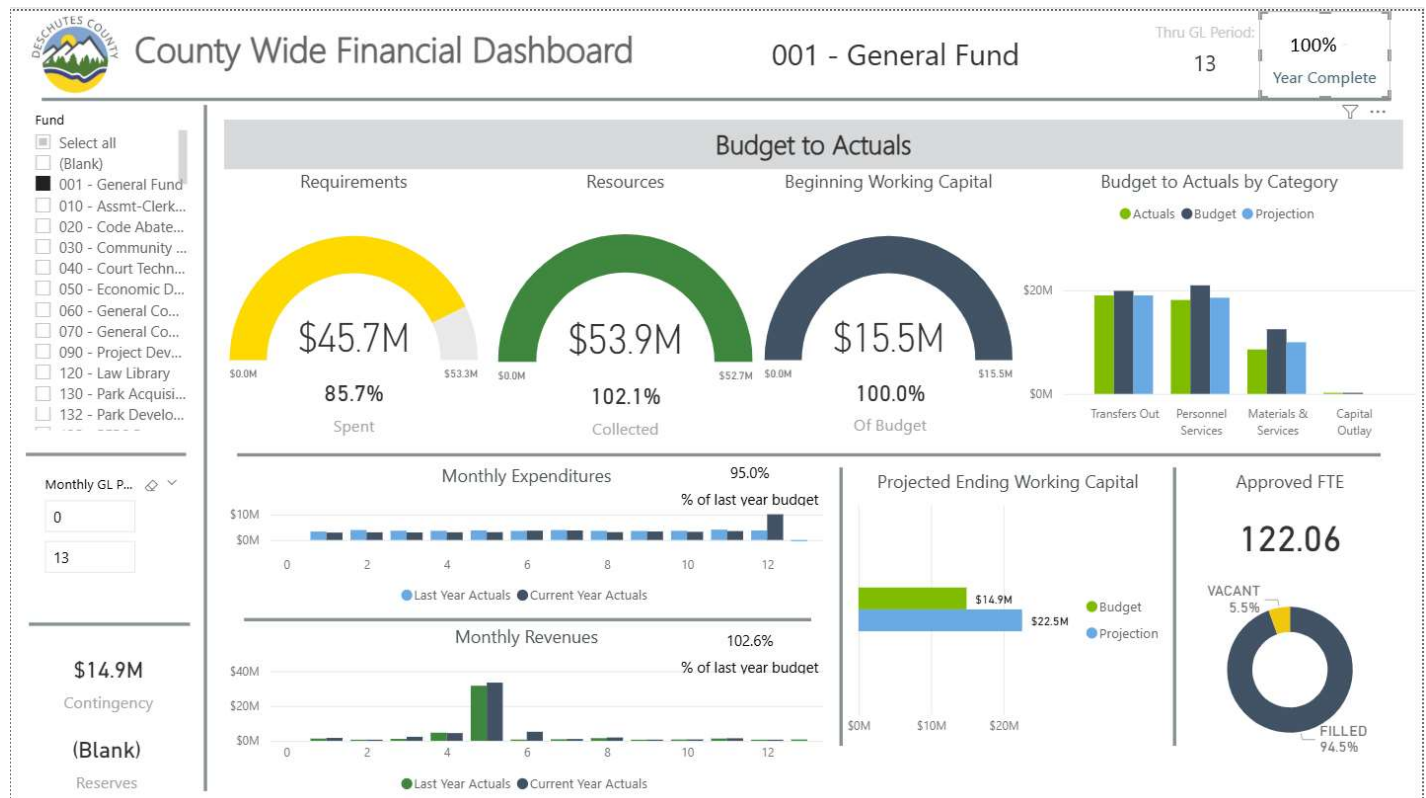 DESCHUTES COUNTY
County Wide Financial Dashboard
001 - General Fund
Thru GL Period:
13
100%
Year Complete
Fund
Select all
(Blank)
001 - General Fund
010 - Assmt-Clerk...
020 - Code Abate...
030 - Community ...
040 - Court Techn...
050 - Economic D...
060 - General Co...
070 - General Co...
090 - Project Dev...
120 - Law Library
130 - Park Acquisi...
132 - Park Develo...
Monthly GL P...
0
13
$14.9M
Contingency
(Blank)
Reserves
Budget to Actuals
Requirements
$45.7M
$0.0M
$53.3M
85.7%
Spent
Resources
$53.9M
$0.0M
$52.7M
102.1%
Collected
Beginning Working Capital
$15.5M
$0.0M
$15.5M
100.0%
Of Budget
Budget to Actuals by Category
Actuals Budget Projection
$20M
$0M
Transfers Out
Personnel
Services
Materials &
Services
Capital
Outlay
Monthly Expenditures
95.0%
% of last year budget
$10M
$0M
0 2 4 6 8 10 12
Last Year Actuals Current Year Actuals
Monthly Revenues
102.6%
% of last year budget
$40M
$20M
$0M
0 2 4 6 8 10 12
Last Year Actuals Current Year Actuals
Projected Ending Working Capital
$14.9M
$22.5M
Budget
Projection
$0M $10M $20M
Approved FTE
122.06
VACANT
5.5%
FILLED
94.5%